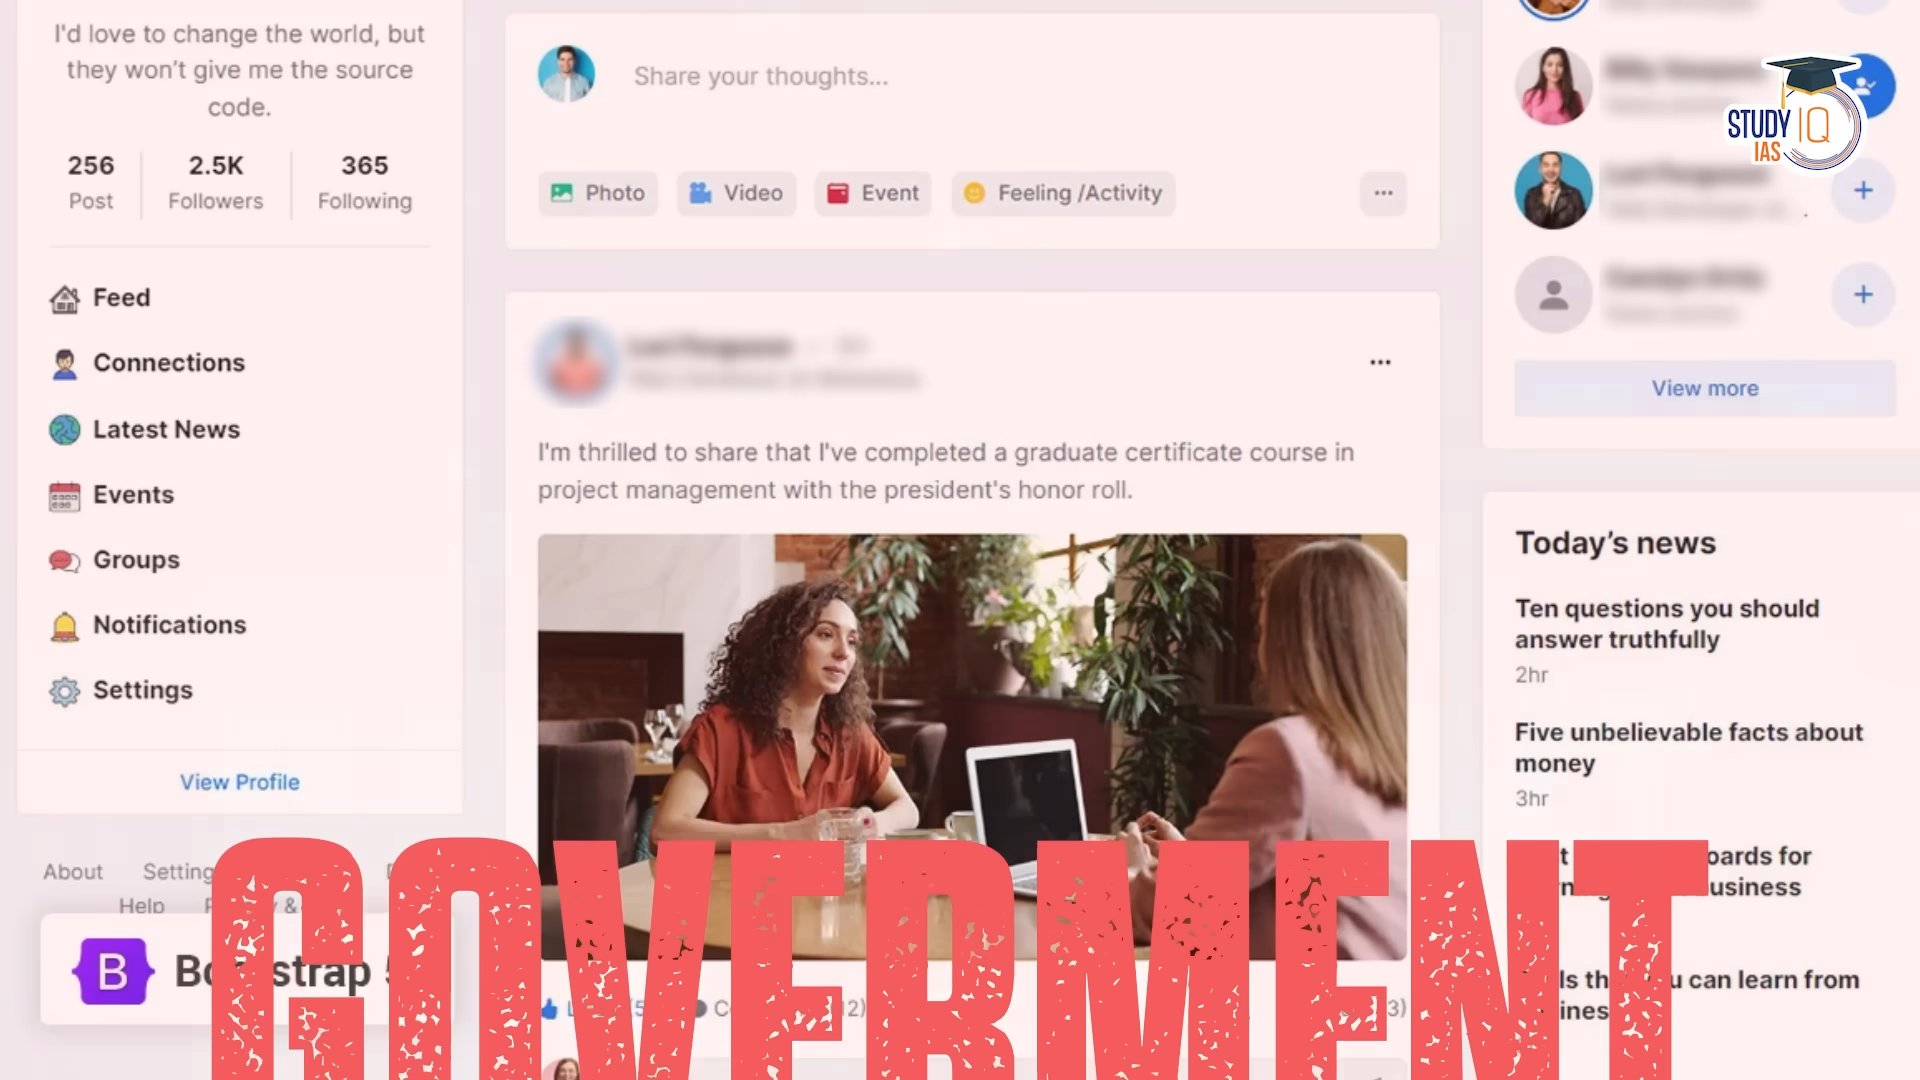 I'd love to change the world, but
they won't give me the source
code.
256
Post
2.5K
Followers
365
Following
Feed
Connections
Latest News
Events
Groups
Notifications
Settings
View Profile
About
Help
Share your thoughts...
Photo
Video
Event
Feeling /Activity
I'm thrilled to share that I've completed a graduate certificate course in
project management with the president's honor roll.
STUDY IQ
IAS
View more
Today's news
Ten questions you should
answer truthfully
2hr
Five unbelievable facts about
money
3hr
for
can learn from
GOVERMENT